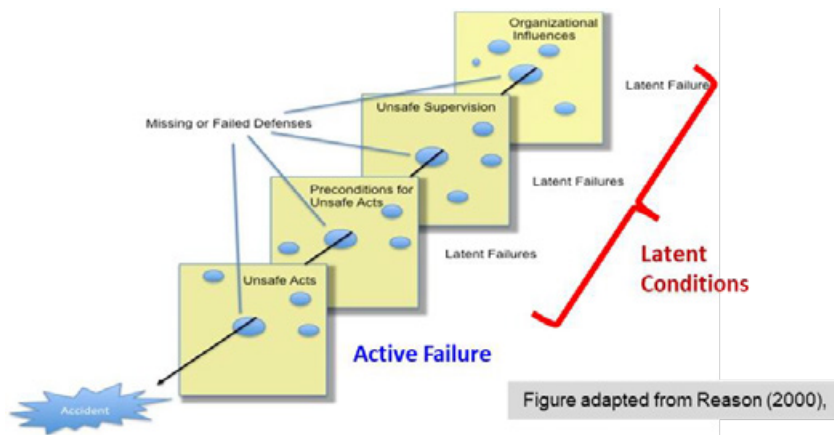 Organizational
Influences
Latent Failure
Unsafe Supervision
Missing or Failed Defenses
Latent Failures
Preconditions for
Unsafe Acts
Latent Failures
Latent
Conditions
Unsafe Acts
Active Failure
Accident
Figure adapted from Reason (2000),